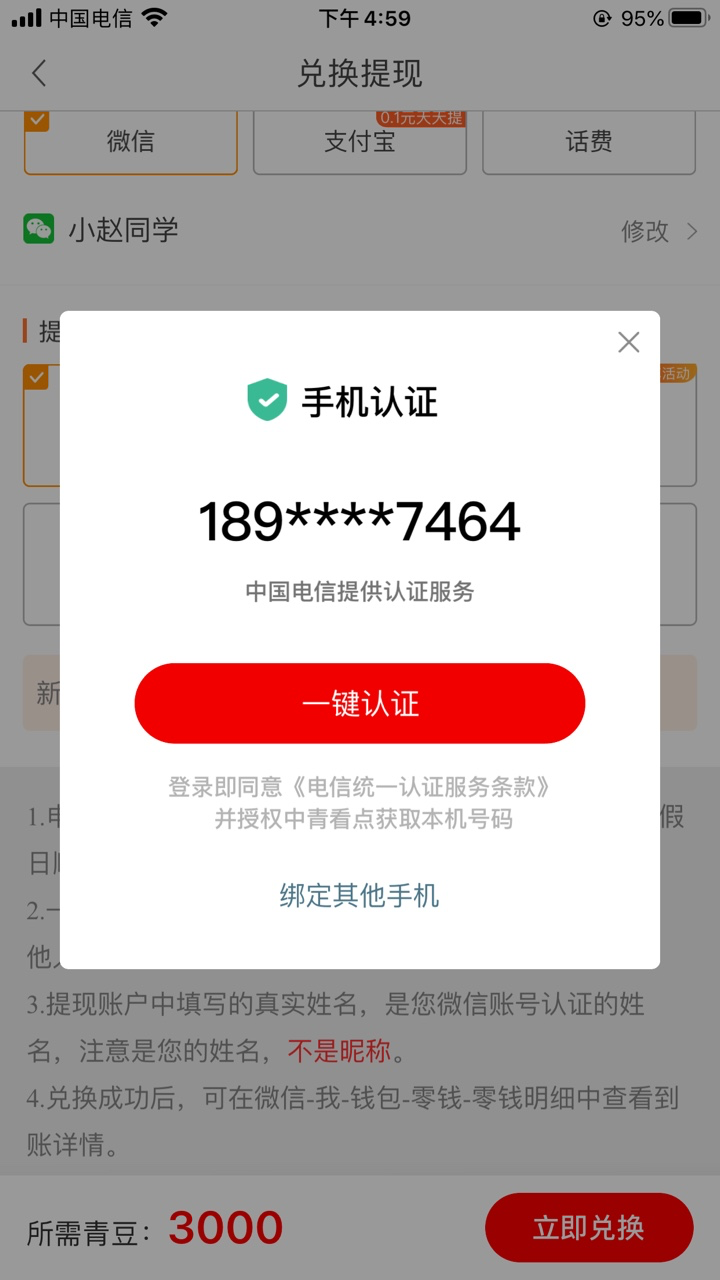 中国电信
下午4:59
95%
兑换提现
微信
支付宝
0.1元天天提
话费
小赵同学
修改
提
活动
手机认证
189****7464
中国电信提供认证服务
一键认证
新
登录即同意《电信统一认证服务条款》
并授权中青看点获取本机号码
绑定其他手机
1.
假
日
2.一
他
3.提现账户中填写的真实姓名，是您微信账号认证的姓
名，注意是您的姓名，不是昵称。
4.兑换成功后，可在微信-我-钱包-零钱-零钱明细中查看到
账详情。
所需青豆：3000
立即兑换